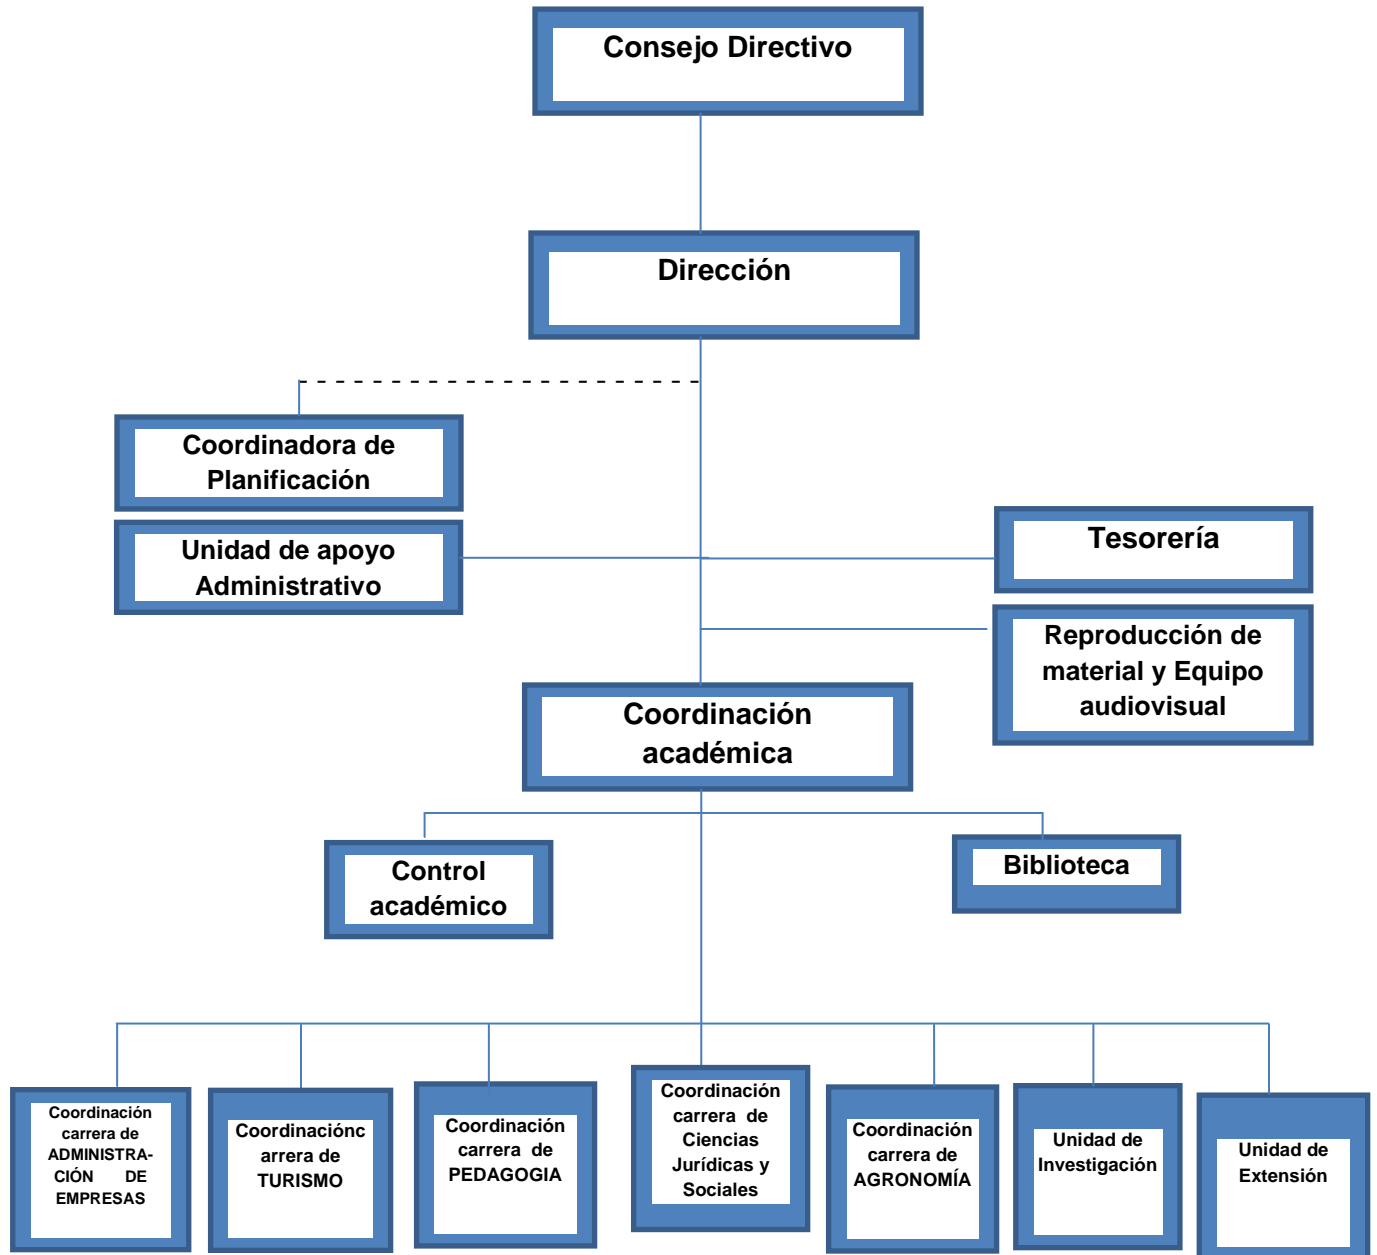 Consejo Directivo
Dirección
Coordinadora de
Planificación
Unidad de apoyo
Administrativo
Tesorería
Reproducción de
material y Equipo
audiovisual
Coordinación
académica
Control
académico
Biblioteca
Coordinación
carrera de
ADMINISTRA-
CIÓN DE
EMPRESAS
Coordinaciónc
arrera de
TURISMO
Coordinación
carrera de
PEDAGOGIA
Coordinación
carrera de
Ciencias
Jurídicas y
Sociales
Coordinación
carrera de
AGRONOMÍA
Unidad de
Investigación
Unidad de
Extensión